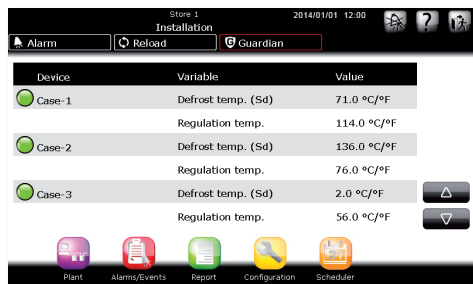 Store 1
2014/01/01 12:00
Installation
?
Alarm Reload Guardian
Device Variable Value
Case-1 Defrost temp. (Sd) 71.0 °C/°F
Regulation temp. 114.0 °C/°F
Case-2 Defrost temp. (Sd) 136.0 °C/°F
Regulation temp. 76.0 °C/°F
Case-3 Defrost temp. (Sd) 2.0 °C/°F
Regulation temp. 56.0 °C/°F
Plant Alarms/Events Report Configuration Scheduler